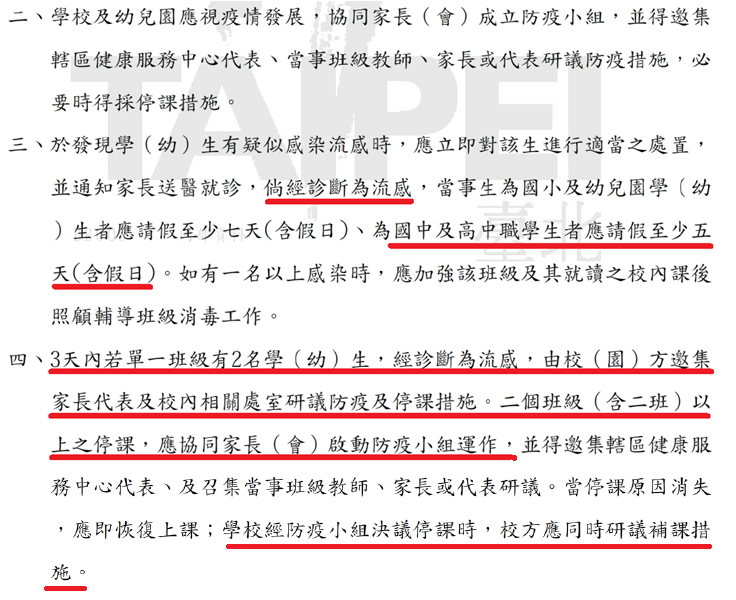 二、學校及幼兒園應視疫情發展，協同家長（會）成立防疫小組，並得邀集
轄區健康服務中心代表、當事班級教師、家長或代表研議防疫措施，必
要時得採停課措施。
三、於發現學（幼）生有疑似感染流感時，應立即對該生進行適當之處置，
並通知家長送醫就診，倘經診斷為流感，當事生為國小及幼兒園學（幼
）生者應請假至少七天(含假日)、為國中及高中職學生者應請假至少五
天(含假日)。如有一名以上感染時，應加強該班級及其就讀之校內課後
照顧輔導班級消毒工作。
四、3天內若單一班級有2名學（幼）生，經診斷為流感，由校（園）方邀集
家長代表及校內相關處室研議防疫及停課措施。二個班級（含二班）以
上之停課，應協同家長（會）啟動防疫小組運作，並得邀集轄區健康服
務中心代表、及召集當事班級教師、家長或代表研議。當停課原因消失
，應即恢復上課；學校經防疫小組決議停課時，校方應同時研議補課措
施。
TAIPEI
臺北